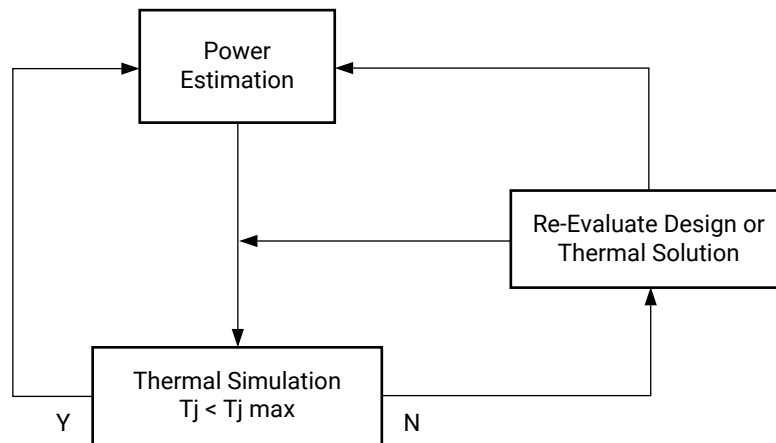 Power
Estimation
Re-Evaluate Design or
Thermal Solution
Thermal Simulation
Tj < Tj max
Y
N